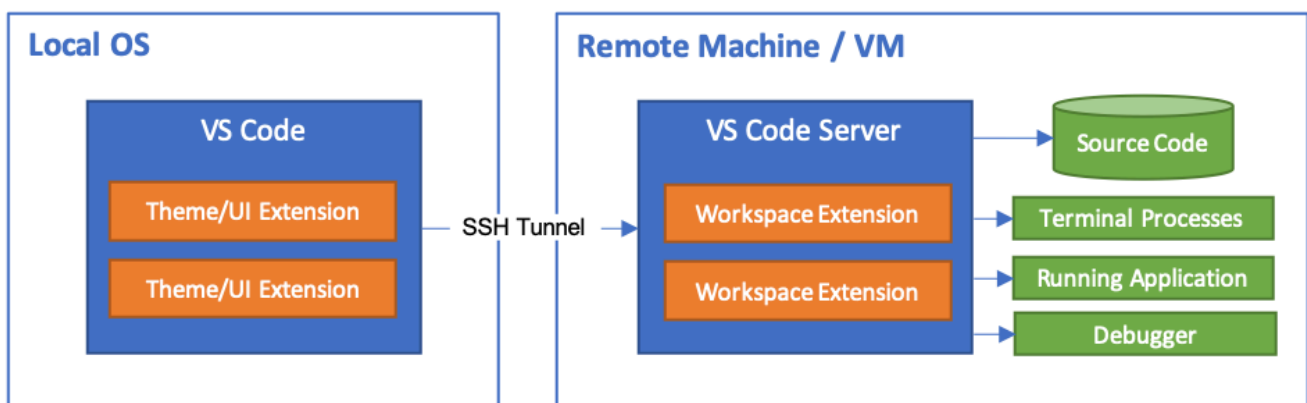 Local OS
VS Code
Theme/UI Extension
Theme/UI Extension
SSH Tunnel
Remote Machine / VM
VS Code Server
Workspace Extension
Workspace Extension
Source Code
Terminal Processes
Running Application
Debugger